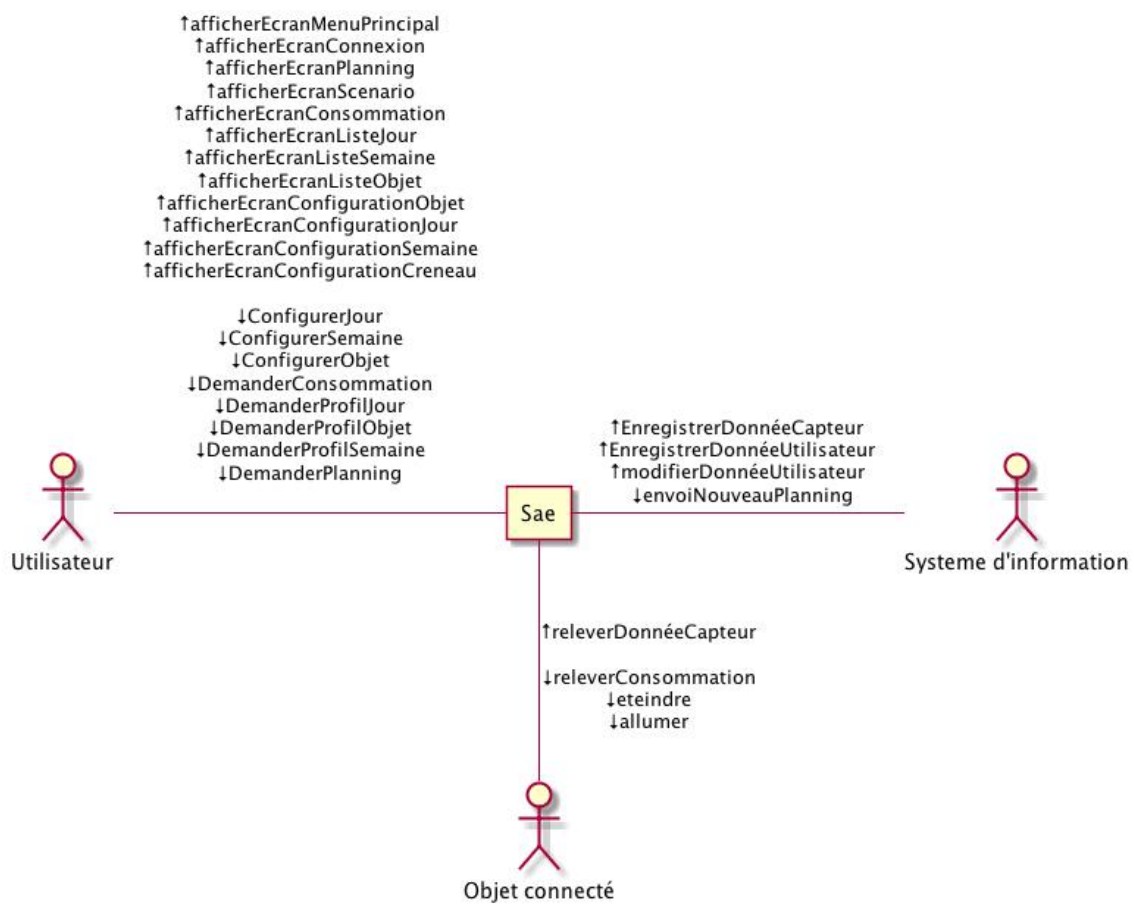 ↑afficherEcranMenuPrincipal
↑afficherEcranConnexion
↑afficherEcranPlanning
↑afficherEcranScenario
↑afficherEcranConsommation
↑afficherEcranListeJour
↑afficherEcranListeSemaine
↑afficherEcranListeObjet
↑afficherEcranConfigurationObjet
↑afficherEcranConfigurationJour
↑afficherEcranConfigurationSemaine
↑afficherEcranConfigurationCreneau
↓ConfigurerJour
↓ConfigurerSemaine
↓ConfigurerObjet
↓DemanderConsommation
↓DemanderProfilJour
↓DemanderProfilObjet
↓DemanderProfilSemaine
↓DemanderPlanning
↑EnregistrerDonnéeCapteur
↑EnregistrerDonnéeUtilisateur
↑modifierDonnéeUtilisateur
↓envoiNouveauPlanning
Utilisateur
Sae
Systeme d'information
↑releverDonnéeCapteur
↓releverConsommation
↓eteindre
↓allumer
Objet connecté